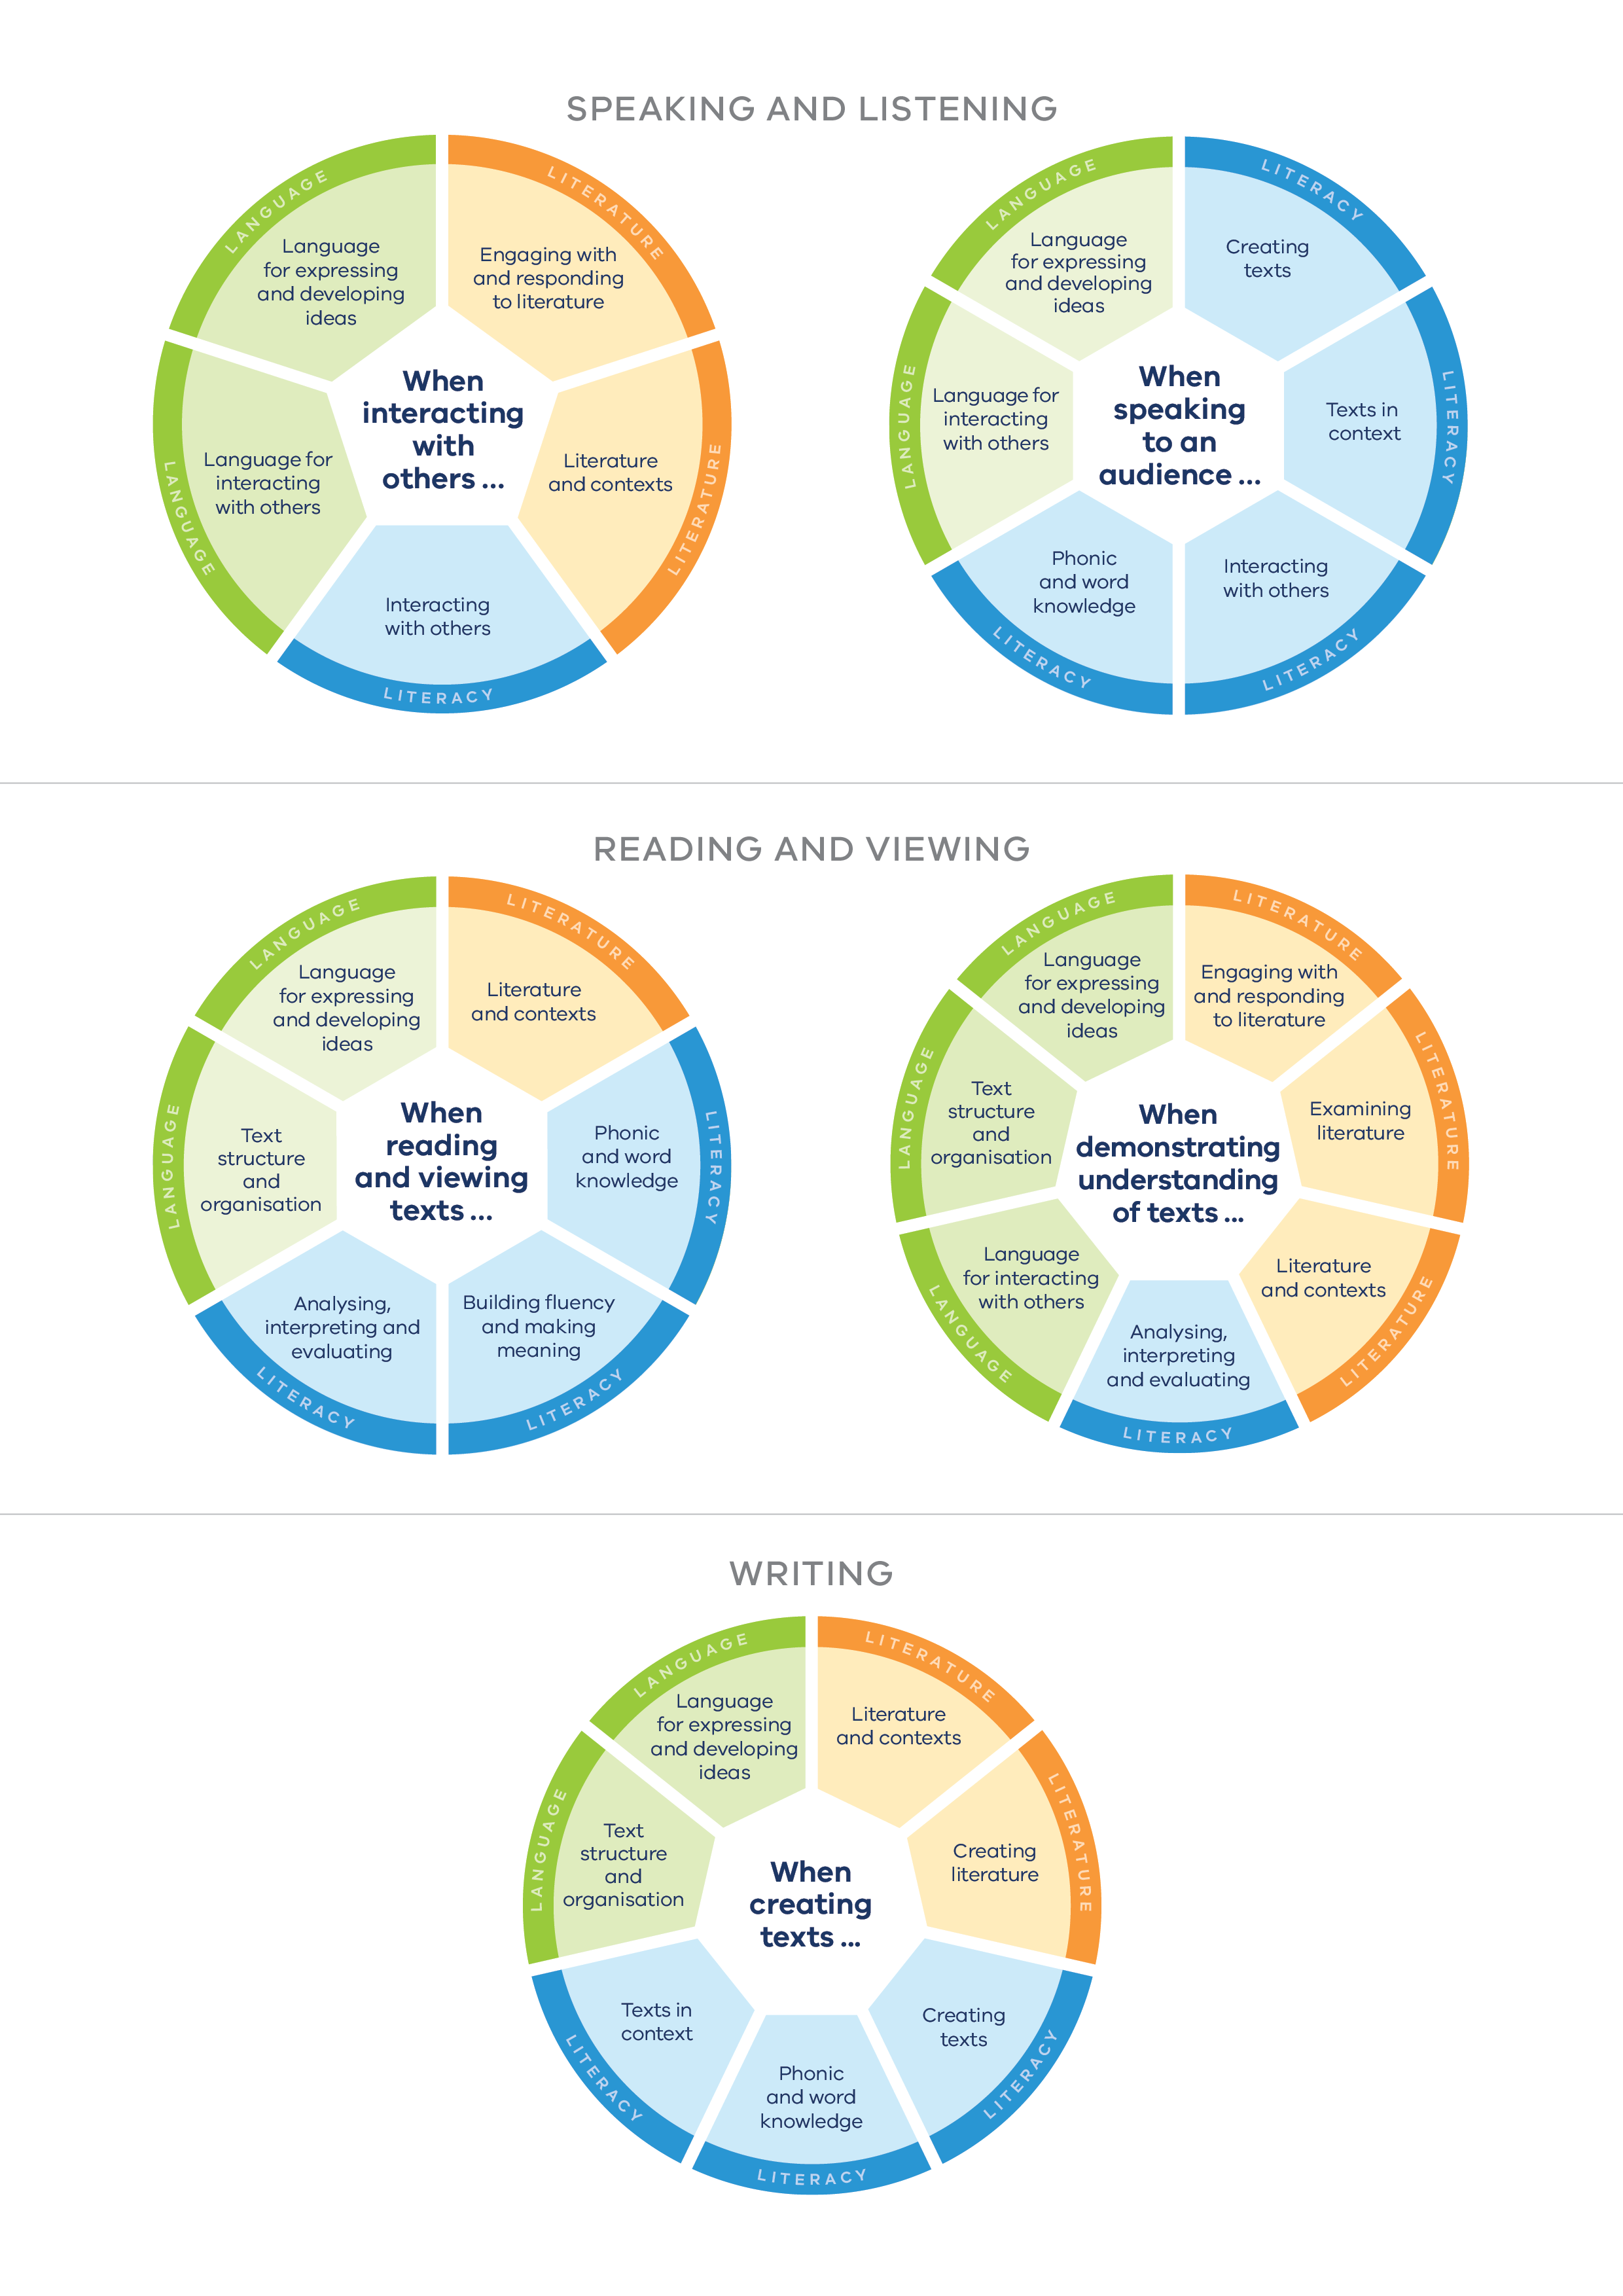 SPEAKING AND LISTENING
LANGUAGE
Language
for expressing
and developing
ideas
LITERATURE
Engaging with
and responding
to literature
LITERATURE
Literature
and contexts
LITERACY
Interacting
with others
LANGUAGE
Language for
interacting
with others
When
interacting
with
others ...
LANGUAGE
Language
for expressing
and developing
ideas
LITERACY
Creating
texts
LITERACY
Texts in
context
LITERACY
Interacting
with others
LITERACY
Phonic
and word
knowledge
LANGUAGE
Language for
interacting
with others
When
speaking
to an
audience ...
READING AND VIEWING
LANGUAGE
Language
for expressing
and developing
ideas
LITERATURE
Literature
and contexts
LITERACY
Phonic
and word
knowledge
LITERACY
Building fluency
and making
meaning
LITERACY
Analysing,
interpreting and
evaluating
LANGUAGE
Text
structure
and
organisation
When
reading
and viewing
texts ...
LANGUAGE
Language
for expressing
and developing
ideas
LITERATURE
Engaging with
and responding
to literature
LITERATURE
Examining
literature
LITERATURE
Literature
and contexts
LITERACY
Analysing,
interpreting
and evaluating
LANGUAGE
Language
for interacting
with others
LANGUAGE
Text
structure
and
organisation
When
demonstrating
understanding
of texts ...
WRITING
LANGUAGE
Language
for expressing
and developing
ideas
LITERATURE
Literature
and contexts
LITERATURE
Creating
literature
LITERACY
Creating
texts
LITERACY
Phonic
and word
knowledge
LITERACY
Texts in
context
LANGUAGE
Text
structure
and
organisation
When
creating
texts ...